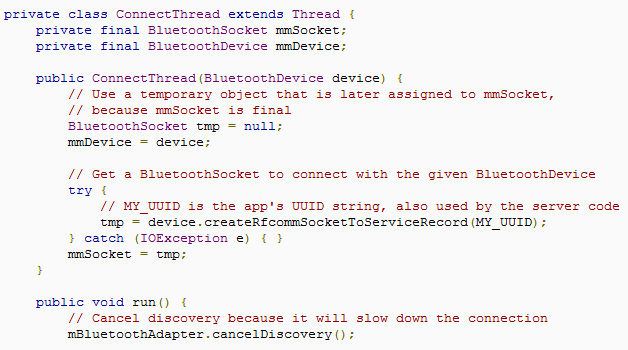 private class ConnectThread extends Thread {
    private final BluetoothSocket mmSocket;
    private final BluetoothDevice mmDevice;

    public ConnectThread(BluetoothDevice device) {
        // Use a temporary object that is later assigned to mmSocket,
        // because mmSocket is final
        BluetoothSocket tmp = null;
        mmDevice = device;

        // Get a BluetoothSocket to connect with the given BluetoothDevice
        try {
            // MY_UUID is the app's UUID string, also used by the server code
            tmp = device.createRfcommSocketToServiceRecord(MY_UUID);
        } catch (IOException e) { }
        mmSocket = tmp;
    }

    public void run() {
        // Cancel discovery because it will slow down the connection
        mBluetoothAdapter.cancelDiscovery();